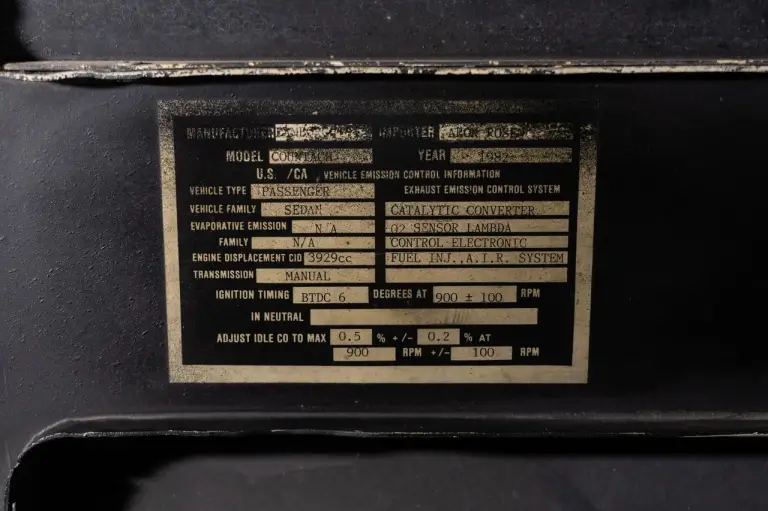 MANUFACTURER IMPORTER
MODEL COUNTACH YEAR 1982
U.S. /CA VEHICLE EMISSION CONTROL INFORMATION
VEHICLE TYPE PASSENGER EXHAUST EMISSION CONTROL SYSTEM
VEHICLE FAMILY SEDAN CATALYTIC CONVERTER
EVAPORATIVE EMISSION N/A O2 SENSOR LAMBDA
FAMILY N/A CONTROL ELECTRONIC
ENGINE DISPLACEMENT CID 3929cc FUEL INJ.,A.I.R. SYSTEM
TRANSMISSION MANUAL
IGNITION TIMING BTDC 6 DEGREES AT 900 ± 100 RPM
IN NEUTRAL
ADJUST IDLE CO TO MAX 0.5 % +/- 0.2 % AT
900 RPM +/- 100 RPM